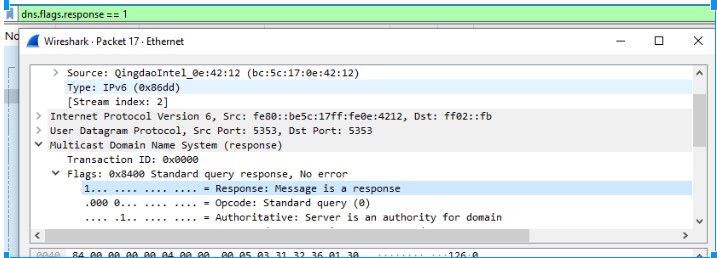 dns.flags.response == 1
No
Wireshark · Packet 17 · Ethernet
Source: QingdaoIntel_0e:42:12 (bc:5c:17:0e:42:12)
Type: IPv6 (0x86dd)
[Stream index: 2]
Internet Protocol Version 6, Src: fe80::be5c:17ff:fe0e:4212, Dst: ff02::fb
User Datagram Protocol, Src Port: 5353, Dst Port: 5353
Multicast Domain Name System (response)
Transaction ID: 0x0000
Flags: 0x8400 Standard query response, No error
1... .... .... .... = Response: Message is a response
.000 0... .... .... = Opcode: Standard query (0)
.... .1.. .... .... = Authoritative: Server is an authority for domain
0040 84 00 00 00 00 04 00 00 00 05 03 31 32 36 01 30 ········ ···126·0